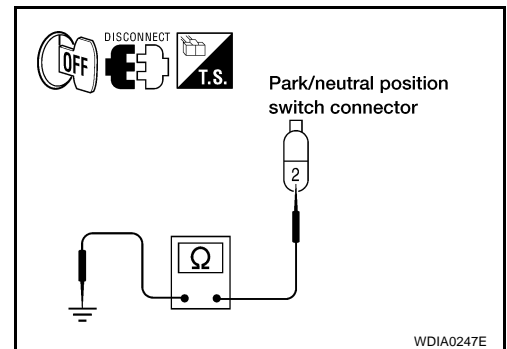 OFF
DISCONNECT
T.S.
Park/neutral position
switch connector
2
Ω
WDIA0247E